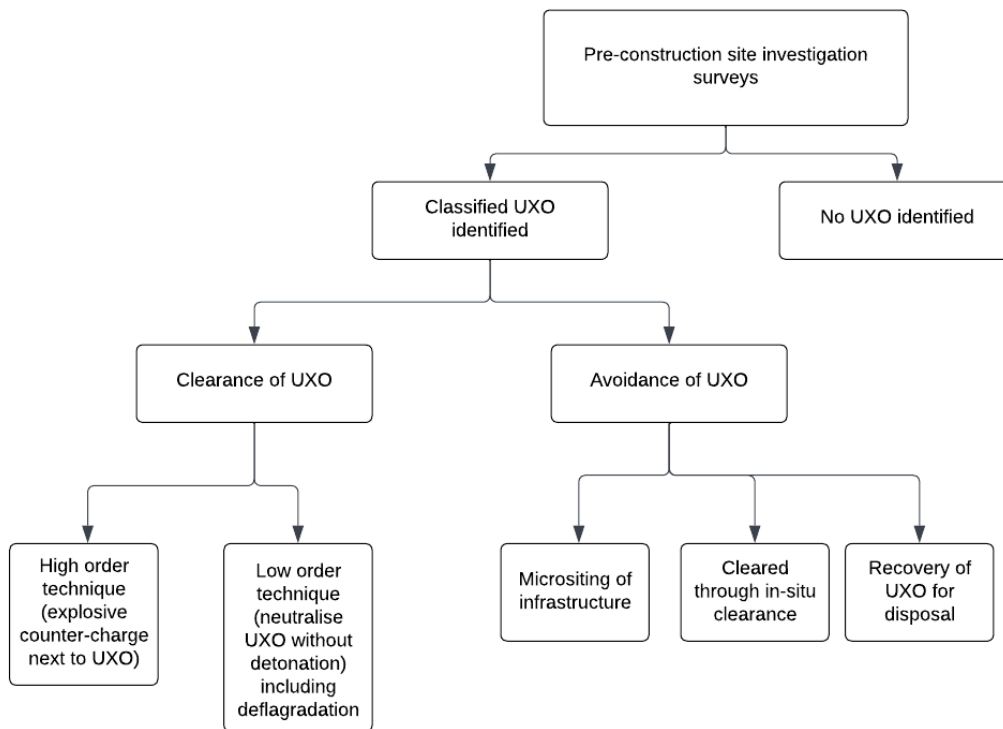 Pre-construction site investigation
surveys
Classified UXO
identified
No UXO identified
Clearance of UXO
Avoidance of UXO
High order
technique
(explosive
counter-charge
next to UXO)
Low order
technique
(neutralise
UXO without
detonation)
including
deflagradation
Micrositing of
infrastructure
Cleared
through in-situ
clearance
Recovery of
UXO for
disposal